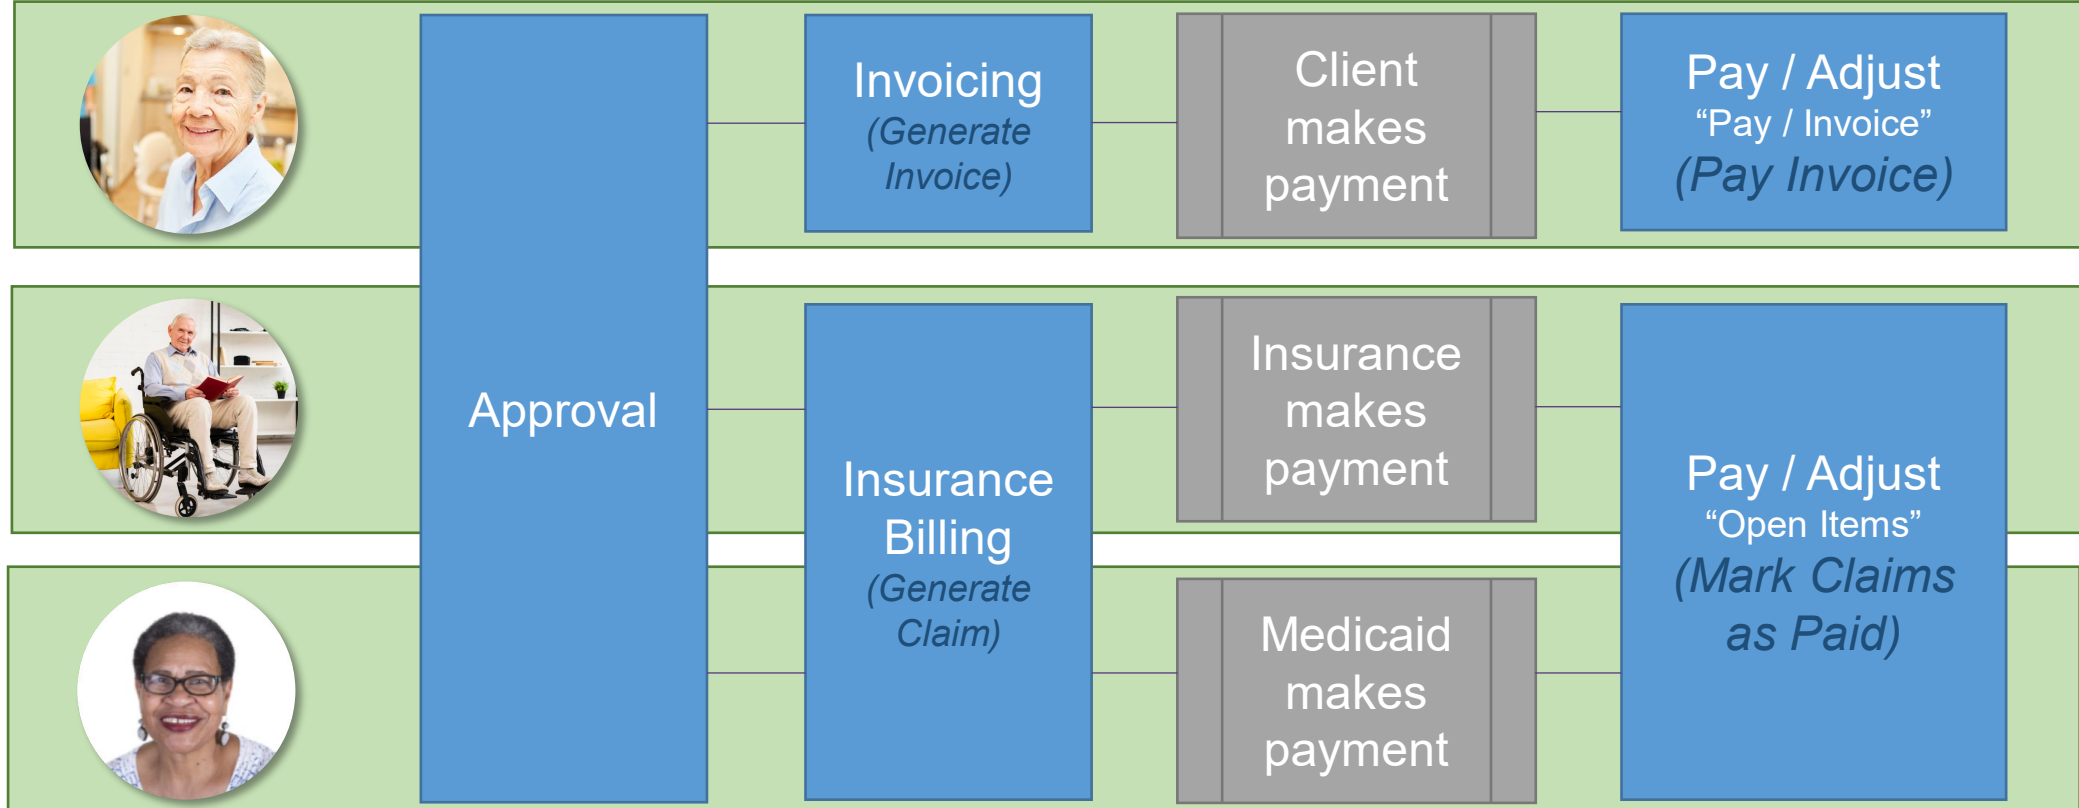 Approval
Invoicing
(Generate
Invoice)
Client
makes
payment
Pay / Adjust
“Pay / Invoice”
(Pay Invoice)
Insurance
Billing
(Generate
Claim)
Insurance
makes
payment
Medicaid
makes
payment
Pay / Adjust
“Open Items”
(Mark Claims
as Paid)